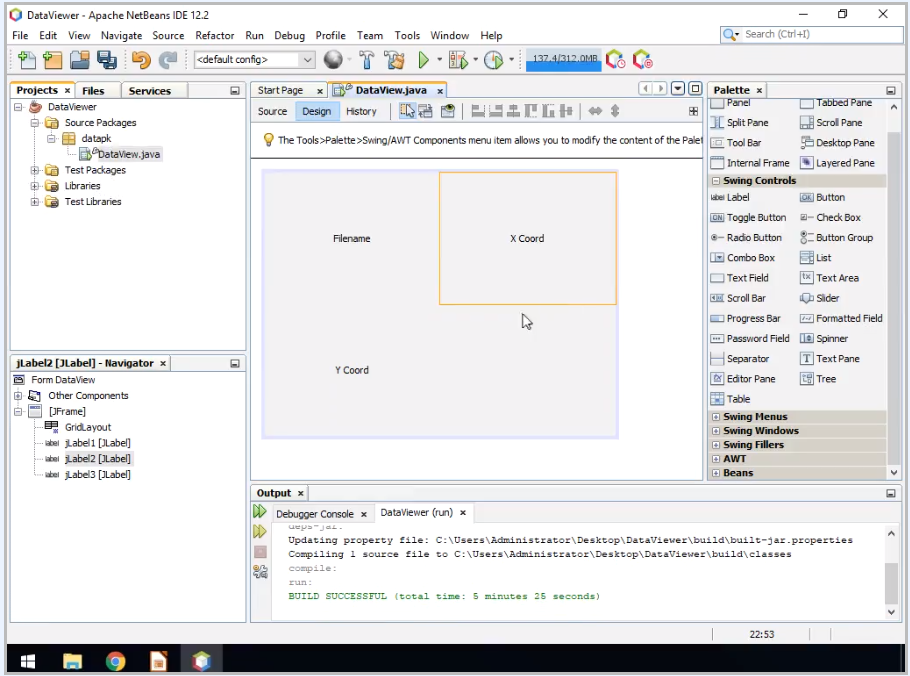 DataViewer - Apache NetBeans IDE 12.2
File Edit View Navigate Source Refactor Run Debug Profile Team Tools Window Help
Search (Ctrl+I)
<default config>
137.4/312.0MB
Projects x Files Services
DataViewer
Source Packages
datapk
DataView.java
Test Packages
Libraries
Test Libraries
jLabel2 [JLabel] - Navigator x
Form DataView
Other Components
[JFrame]
GridLayout
label jLabel1 [JLabel]
label jLabel2 [JLabel]
label jLabel3 [JLabel]
Start Page x DataView.java x
Source Design History
The Tools>Palette>Swing/AWT Components menu item allows you to modify the content of the Palet
Filename
X Coord
Y Coord
Palette x
Panel Tabbed Pane
Split Pane Scroll Pane
Tool Bar Desktop Pane
Internal Frame Layered Pane
Swing Controls
label Label OK Button
ON Toggle Button Check Box
Radio Button Button Group
Combo Box List
Text Field Text Area
Scroll Bar Slider
Progress Bar Formatted Field
Password Field Spinner
Separator Text Pane
Editor Pane Tree
Table
Swing Menus
Swing Windows
Swing Fillers
AWT
Beans
Output x
Debugger Console x DataViewer (run) x
deps-jar:
Updating property file: C:\Users\Administrator\Desktop\DataViewer\build\built-jar.properties
Compiling 1 source file to C:\Users\Administrator\Desktop\DataViewer\build\classes
compile:
run:
BUILD SUCCESSFUL (total time: 5 minutes 25 seconds)
22:53